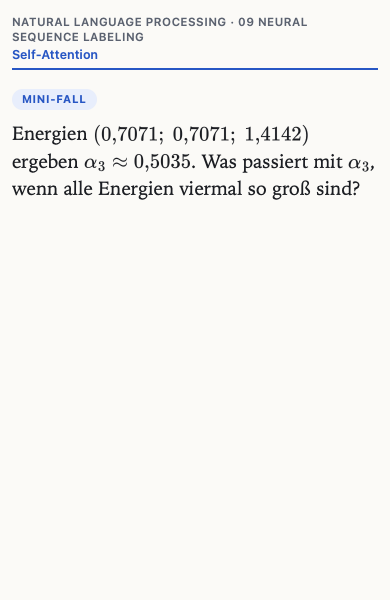 NATURAL LANGUAGE PROCESSING · 09 NEURAL
SEQUENCE LABELING
Self-Attention
MINI-FALL
Energien (0,7071; 0,7071; 1,4142)
ergeben α₃ ≈ 0,5035. Was passiert mit α₃,
wenn alle Energien viermal so groß sind?